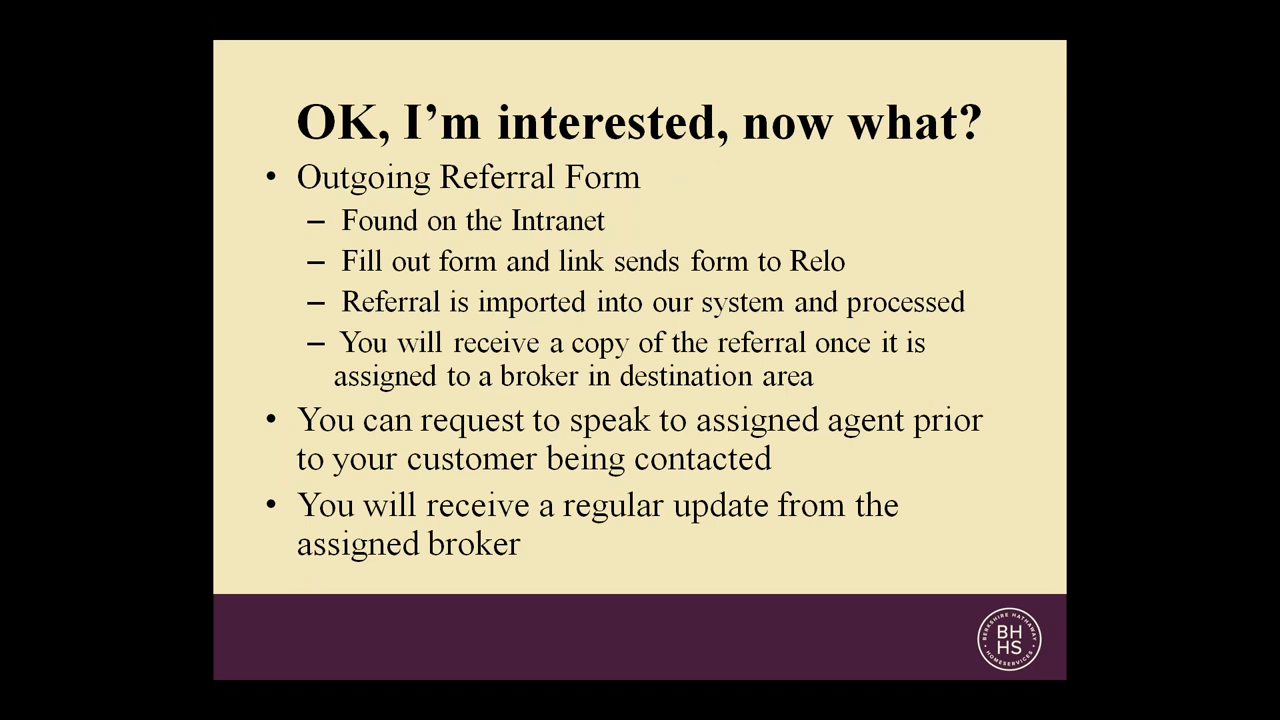 OK, I’m interested, now what?
• Outgoing Referral Form
– Found on the Intranet
– Fill out form and link sends form to Relo
– Referral is imported into our system and processed
– You will receive a copy of the referral once it is
assigned to a broker in destination area
• You can request to speak to assigned agent prior
to your customer being contacted
• You will receive a regular update from the
assigned broker
BERKSHIRE HATHAWAY
BH
HS
HOMESERVICES